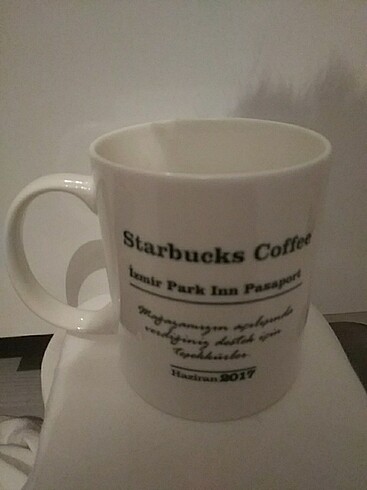 Starbucks Coffee
İzmir Park Inn Pasaport
Mağazamızın açılışında
verdiğiniz destek için
Teşekkürler.
Haziran 2017